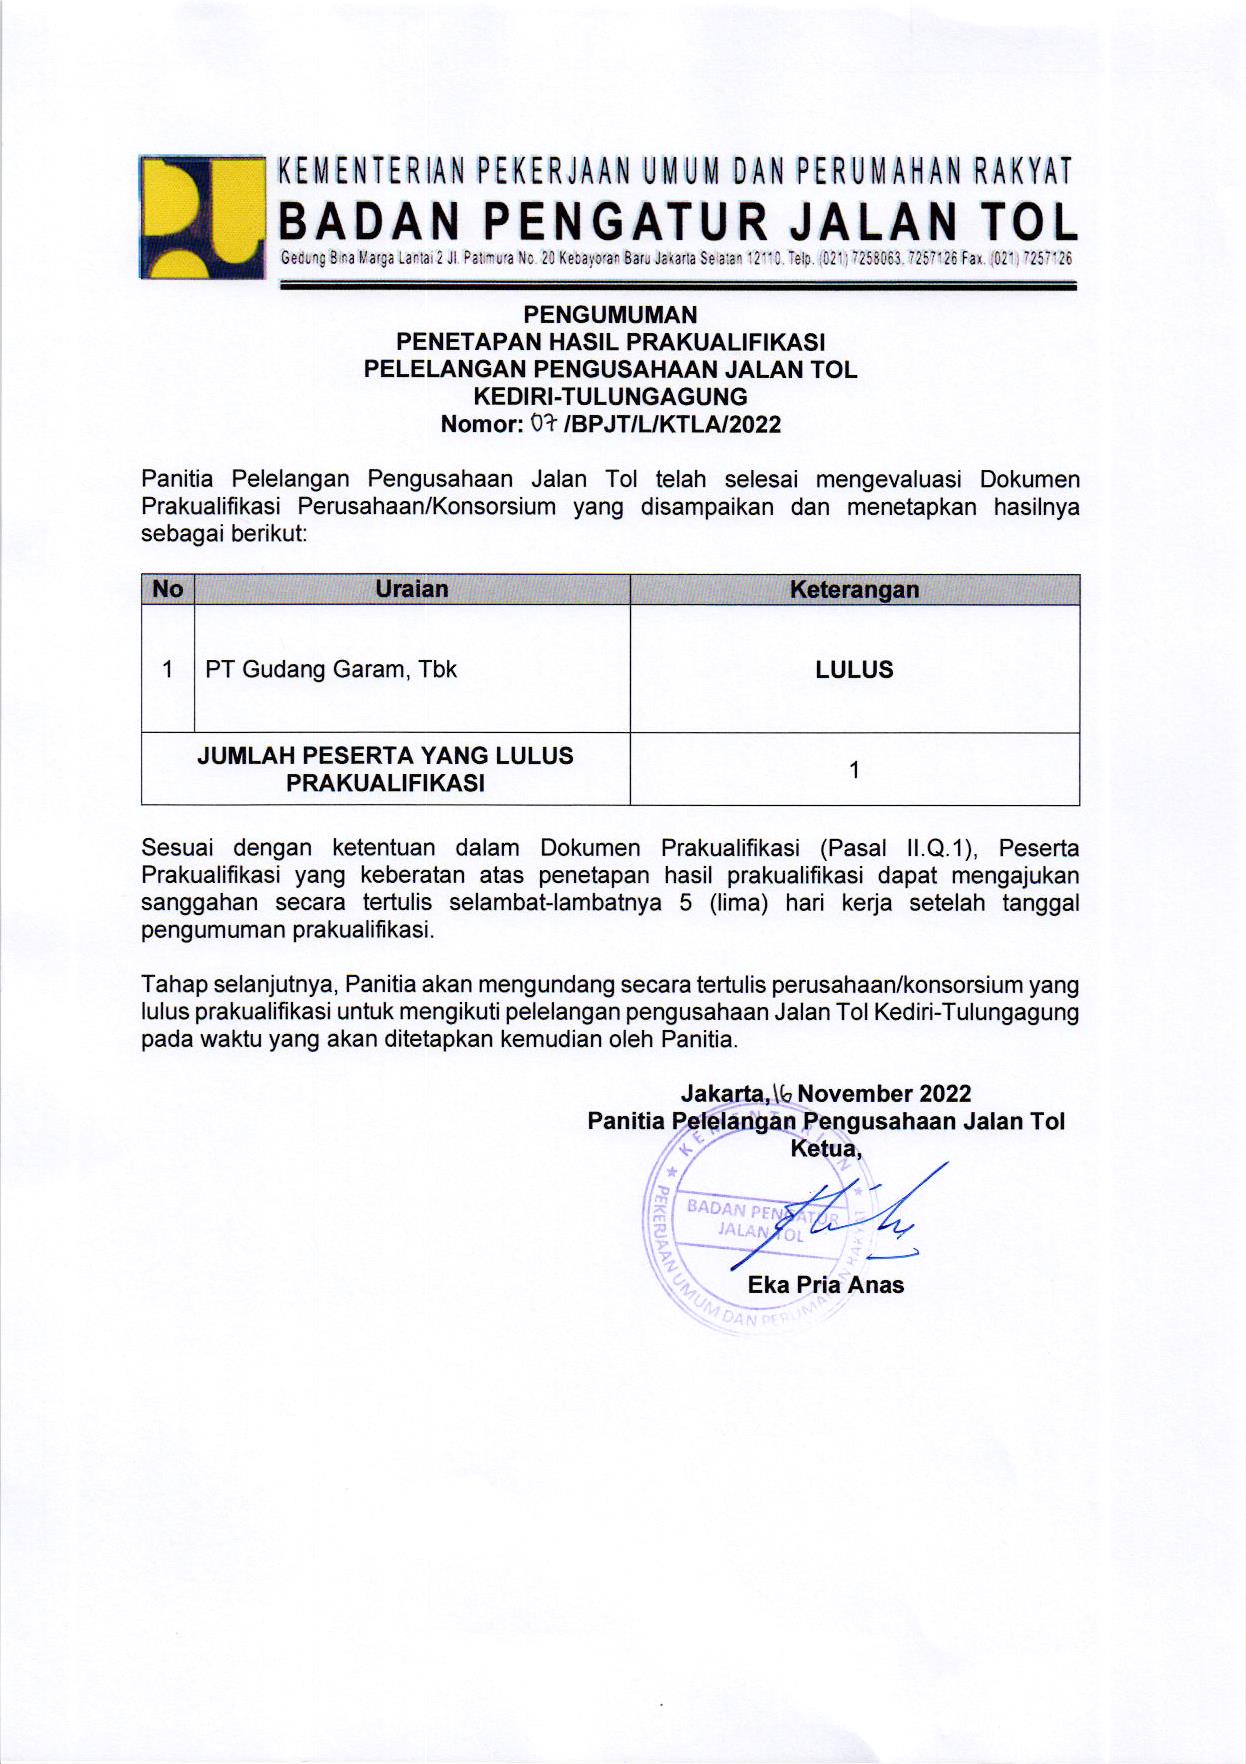 KEMENTERIAN PEKERJAAN UMUM DAN PERUMAHAN RAKYAT
BADAN PENGATUR JALAN TOL
Gedung Bina Marga Lantai 2 Jl. Patimura No. 20 Kebayoran Baru Jakarta Selatan 12110. Telp. (021) 7258063, 7257126 Fax. (021) 7257126
PENGUMUMAN
PENETAPAN HASIL PRAKUALIFIKASI
PELELANGAN PENGUSAHAAN JALAN TOL
KEDIRI-TULUNGAGUNG
Nomor: 07 /BPJT/L/KTLA/2022
Panitia Pelelangan Pengusahaan Jalan Tol telah selesai mengevaluasi Dokumen
Prakualifikasi Perusahaan/Konsorsium yang disampaikan dan menetapkan hasilnya
sebagai berikut:
No Uraian Keterangan
1 PT Gudang Garam, Tbk LULUS
JUMLAH PESERTA YANG LULUS
PRAKUALIFIKASI
1
Sesuai dengan ketentuan dalam Dokumen Prakualifikasi (Pasal II.Q.1), Peserta
Prakualifikasi yang keberatan atas penetapan hasil prakualifikasi dapat mengajukan
sanggahan secara tertulis selambat-lambatnya 5 (lima) hari kerja setelah tanggal
pengumuman prakualifikasi.
Tahap selanjutnya, Panitia akan mengundang secara tertulis perusahaan/konsorsium yang
lulus prakualifikasi untuk mengikuti pelelangan pengusahaan Jalan Tol Kediri-Tulungagung
pada waktu yang akan ditetapkan kemudian oleh Panitia.
Jakarta, 16 November 2022
Panitia Pelelangan Pengusahaan Jalan Tol
Ketua,
KEMENTERIAN
BADAN PENGATUR
JALAN TOL
PEKERJAAN UMUM DAN PERUMAHAN RAKYAT
Eka Pria Anas